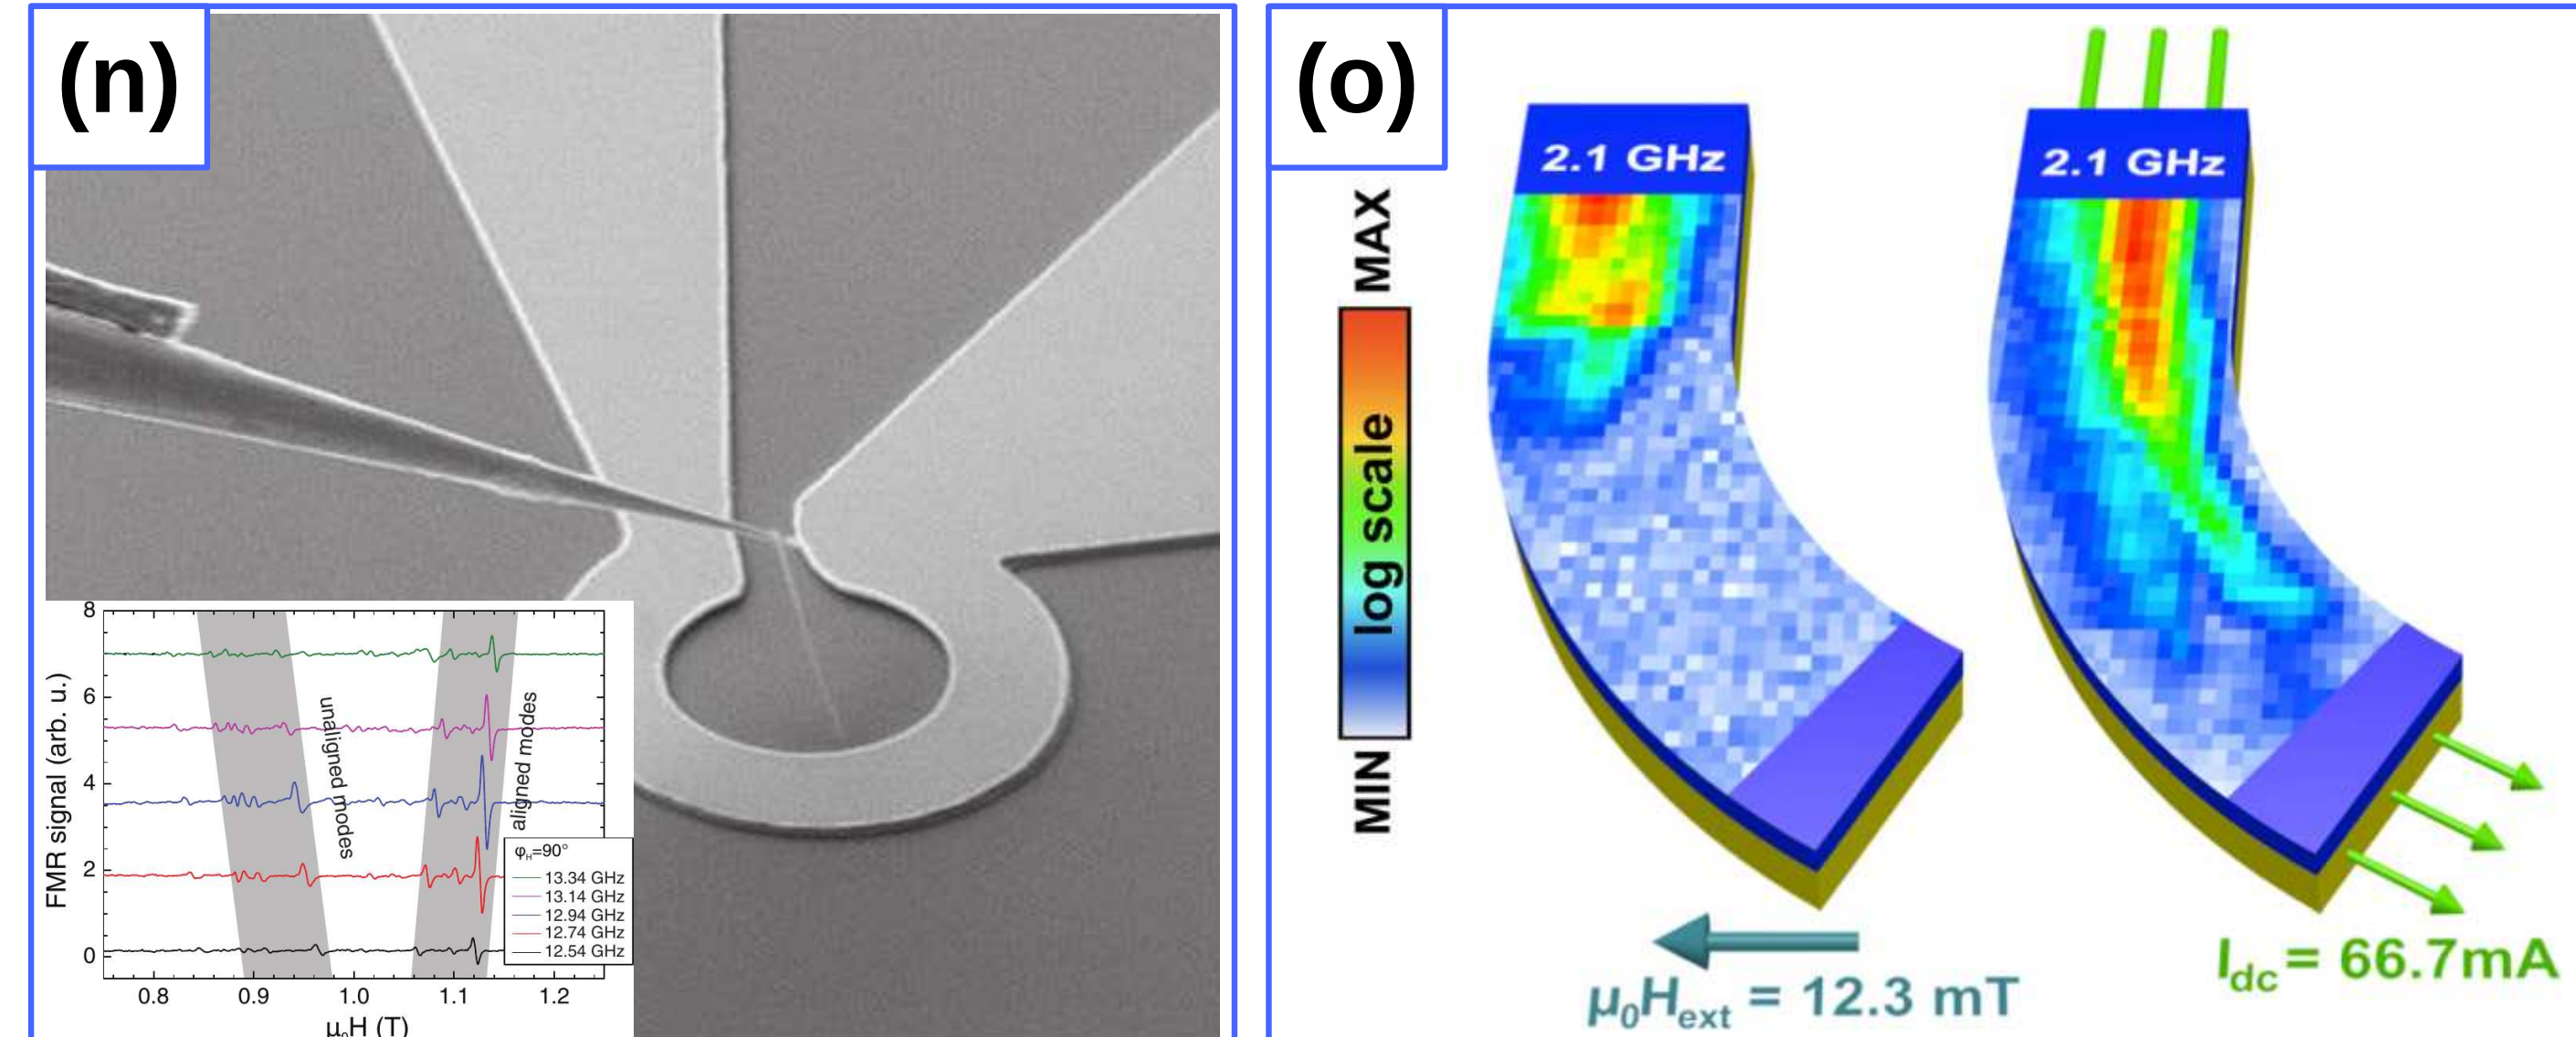 (n)
8
6
4
2
0
FMR signal (arb. u.)
unaligned modes
aligned modes
φH=90°
13.34 GHz
13.14 GHz
12.94 GHz
12.74 GHz
12.54 GHz
0.8 0.9 1.0 1.1 1.2
μ0H (T)
(o)
MAX
log scale
MIN
2.1 GHz
2.1 GHz
μ0Hext = 12.3 mT
Idc = 66.7mA